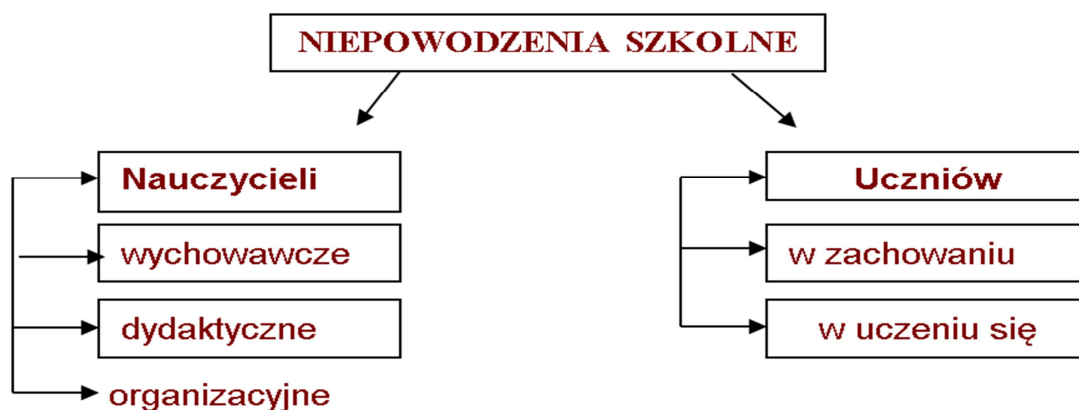 NIEPOWODZENIA SZKOLNE
Nauczycieli
wychowawcze
dydaktyczne
organizacyjne
Uczniów
w zachowaniu
w uczeniu się